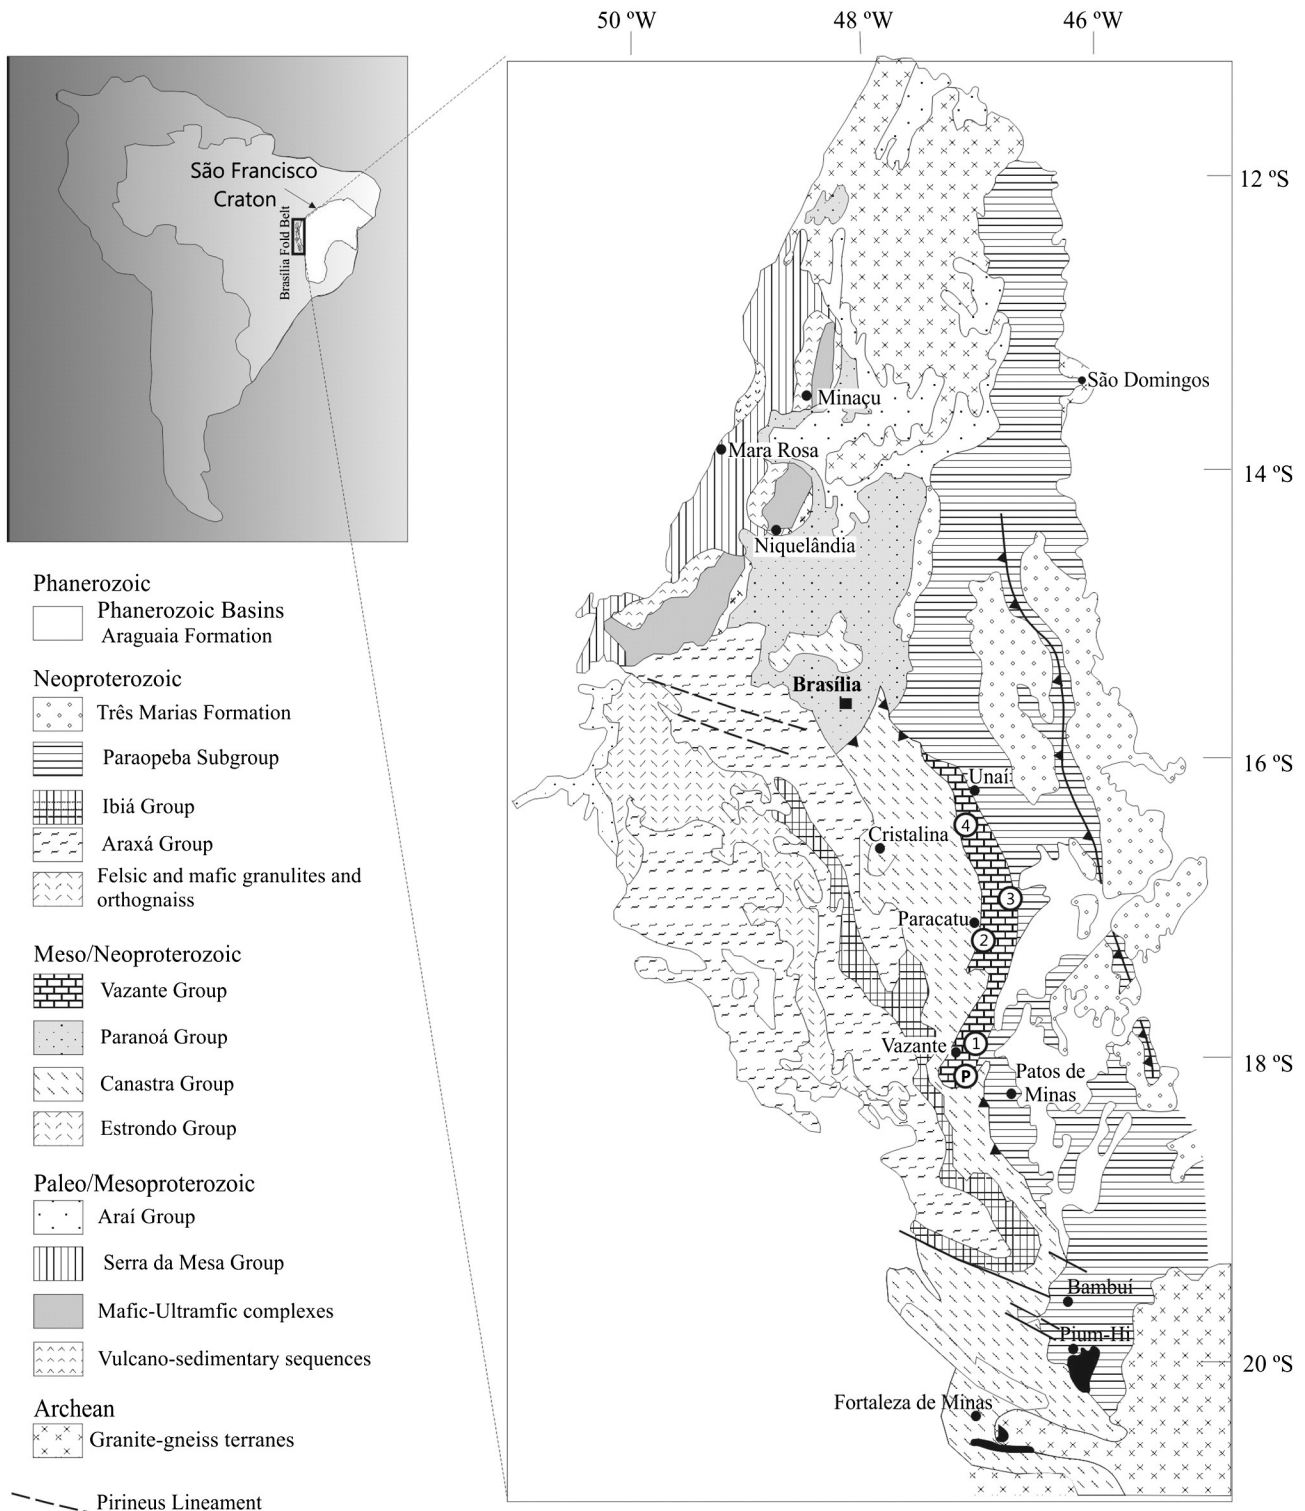 50 ºW 48 ºW 46 ºW
São Francisco
Craton
Brasília Fold Belt
12 ºS
São Domingos
Minaçu
Mara Rosa
14 ºS
Niquelândia
Brasília
16 ºS
Unaí
4
Cristalina
3
Paracatu
2
Vazante
1
18 ºS
P
Patos de
Minas
Bambuí
Pium-Hi
20 ºS
Fortaleza de Minas
Phanerozoic
Phanerozoic Basins
Araguaia Formation
Neoproterozoic
Três Marias Formation
Paraopeba Subgroup
Ibiá Group
Araxá Group
Felsic and mafic granulites and
orthognaiss
Meso/Neoproterozoic
Vazante Group
Paranoá Group
Canastra Group
Estrondo Group
Paleo/Mesoproterozoic
Araí Group
Serra da Mesa Group
Mafic-Ultramfic complexes
Vulcano-sedimentary sequences
Archean
Granite-gneiss terranes
Pirineus Lineament